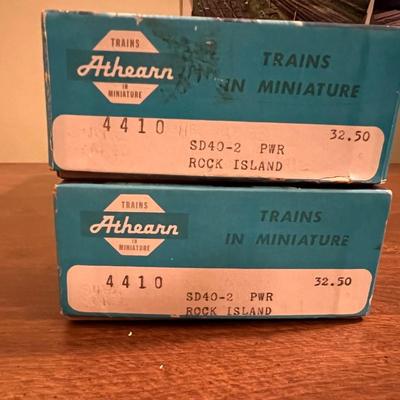 TRAINS
Athearn
IN
MINIATURE
TRAINS
IN MINIATURE
4410
32.50
SD40-2 PWR
ROCK ISLAND
TRAINS
Athearn
IN
MINIATURE
TRAINS
IN MINIATURE
4410
32.50
SD40-2 PWR
ROCK ISLAND